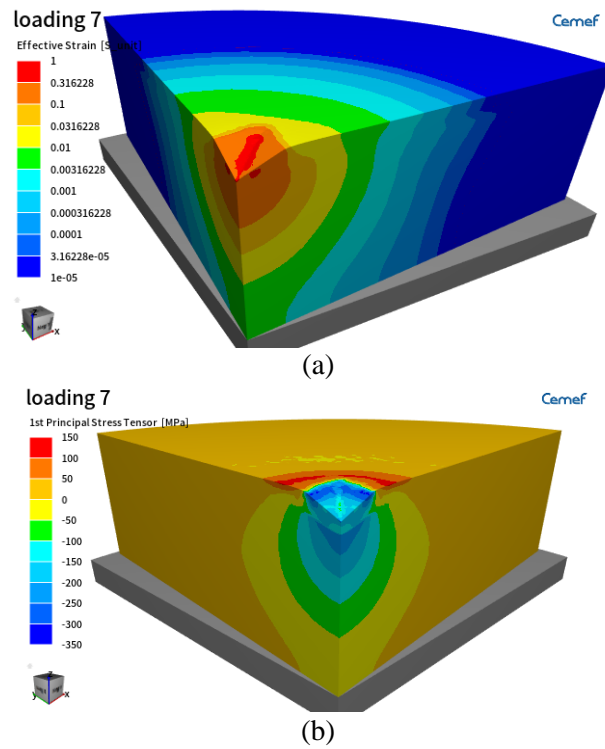 loading 7
Cemef
Effective Strain
1
0.316228
0.1
0.0316228
0.01
0.00316228
0.001
0.000316228
0.0001
3.16228e-05
1e-05
z
x
(a)
loading 7
Cemef
1st Principal Stress Tensor [MPa]
150
100
50
0
-50
-100
-150
-200
-250
-300
-350
z
y
x
(b)